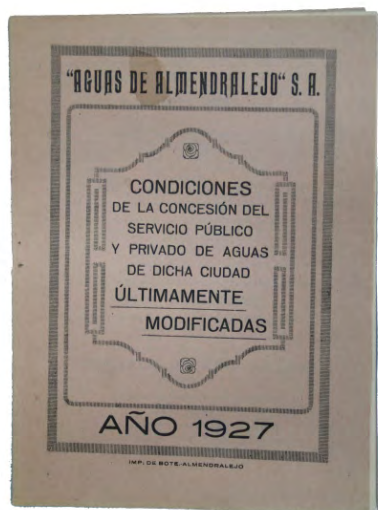 "AGUAS DE ALMENDRALEJO" S. A.
CONDICIONES
DE LA CONCESIÓN DEL
SERVICIO PÚBLICO
Y PRIVADO DE AGUAS
DE DICHA CIUDAD
ÚLTIMAMENTE
MODIFICADAS
AÑO 1927
IMP. DE BOTE.-ALMENDRALEJO